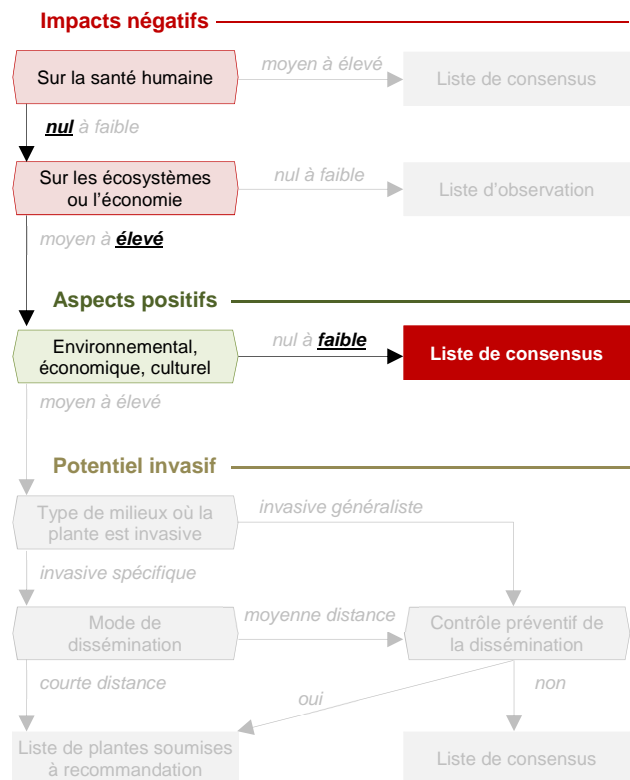 Impacts négatifs
Sur la santé humaine
moyen à élevé
Liste de consensus
nul à faible
Sur les écosystèmes
ou l'économie
nul à faible
Liste d'observation
moyen à élevé
Aspects positifs
Environnemental,
économique, culturel
nul à faible
Liste de consensus
moyen à élevé
Potentiel invasif
Type de milieux où la
plante est invasive
invasive généraliste
invasive spécifique
Mode de
dissémination
moyenne distance
Contrôle préventif de
la dissémination
courte distance
oui
non
Liste de plantes soumises
à recommandation
Liste de consensus